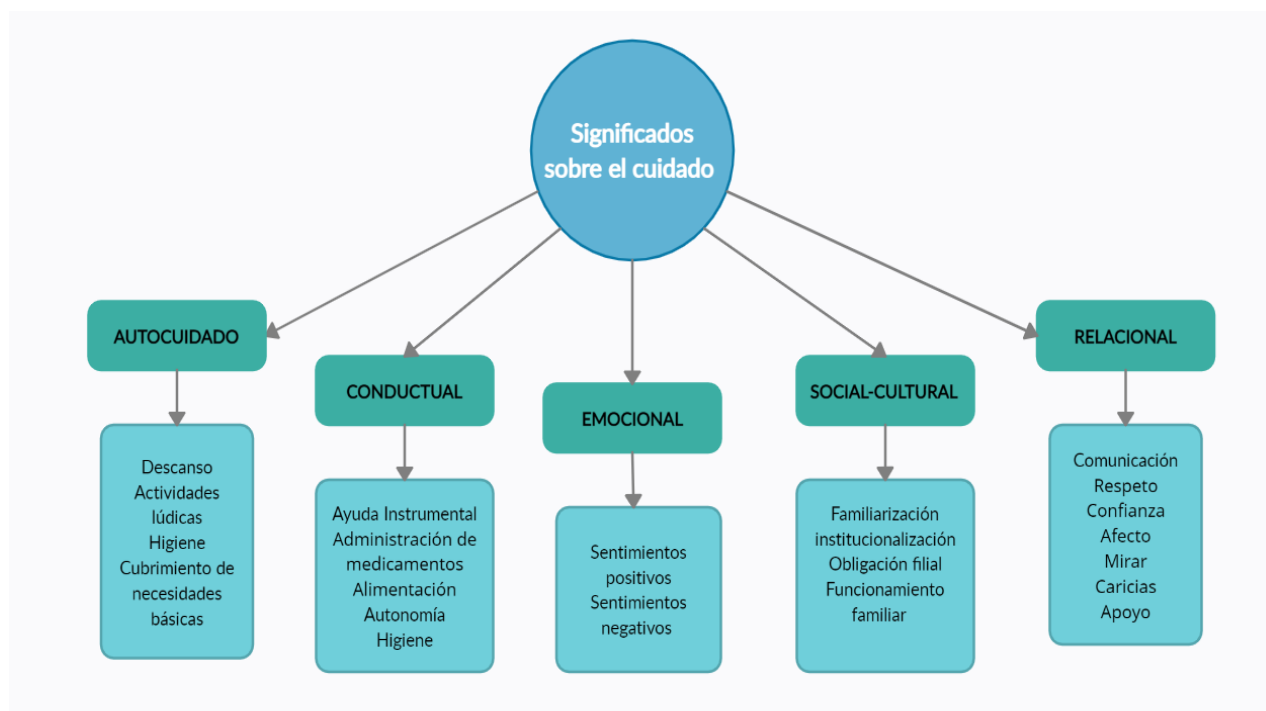 Significados
sobre el cuidado
AUTOCUIDADO
Descanso
Actividades
lúdicas
Higiene
Cubrimiento de
necesidades
básicas
CONDUCTUAL
Ayuda Instrumental
Administración de
medicamentos
Alimentación
Autonomía
Higiene
EMOCIONAL
Sentimientos
positivos
Sentimientos
negativos
SOCIAL-CULTURAL
Familiarización
institucionalización
Obligación filial
Funcionamiento
familiar
RELACIONAL
Comunicación
Respeto
Confianza
Afecto
Mirar
Caricias
Apoyo